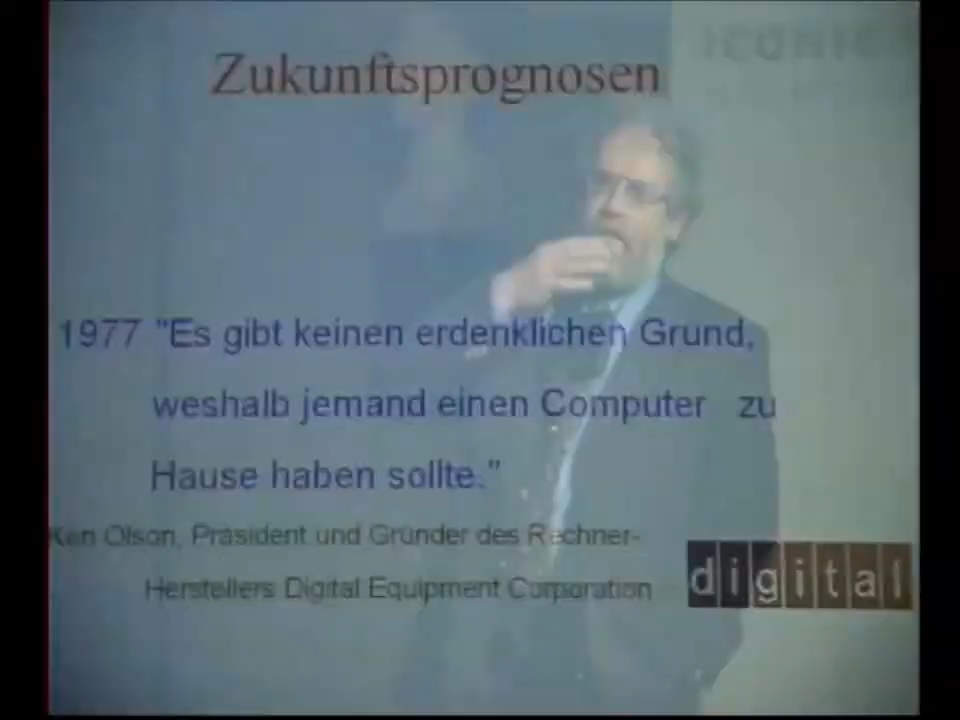 ICONIC
Zukunftsprognosen
1977 "Es gibt keinen erdenklichen Grund,
weshalb jemand einen Computer zu
Hause haben sollte."
Ken Olson, Präsident und Gründer des Rechner-
Herstellers Digital Equipment Corporation
digital